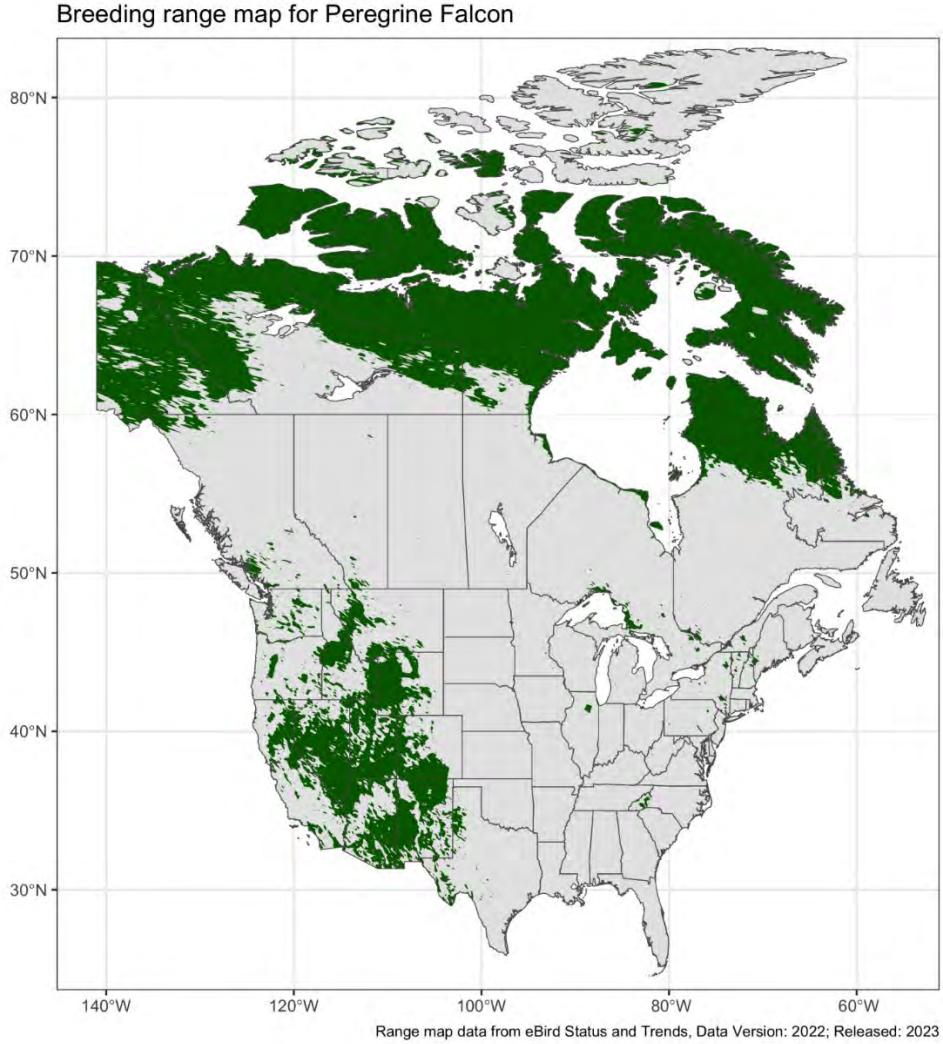 Breeding range map for Peregrine Falcon
80°N
70°N
60°N
50°N
40°N
30°N
140°W 120°W 100°W 80°W 60°W
Range map data from eBird Status and Trends, Data Version: 2022; Released: 2023